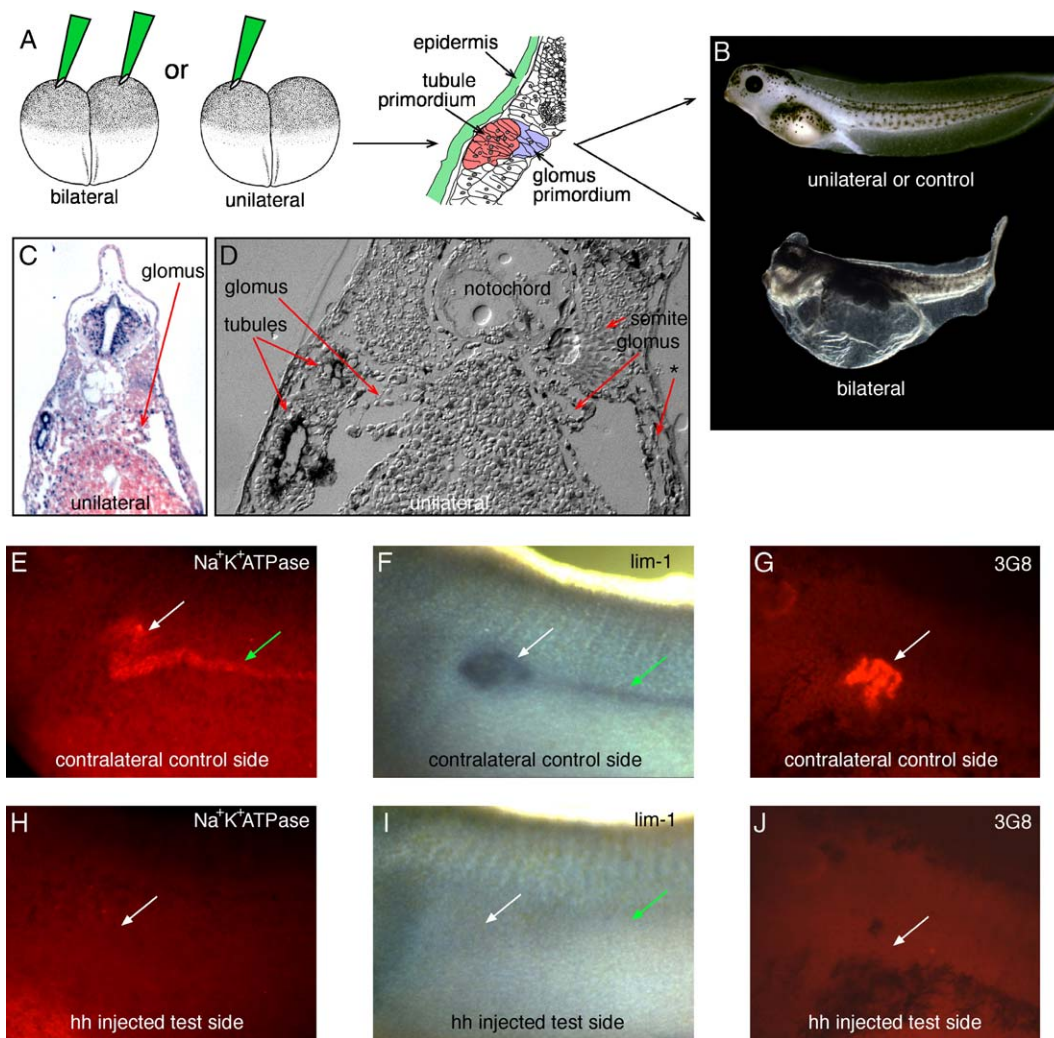 A
or
bilateral
unilateral
epidermis
tubule
primordium
glomus
primordium
B
unilateral or control
bilateral
C
glomus
unilateral
D
glomus
tubules
notochord
somite
glomus
*
unilateral
E
Na+K+ATPase
contralateral control side
F
lim-1
contralateral control side
G
3G8
contralateral control side
H
Na+K+ATPase
hh injected test side
I
lim-1
hh injected test side
J
3G8
hh injected test side